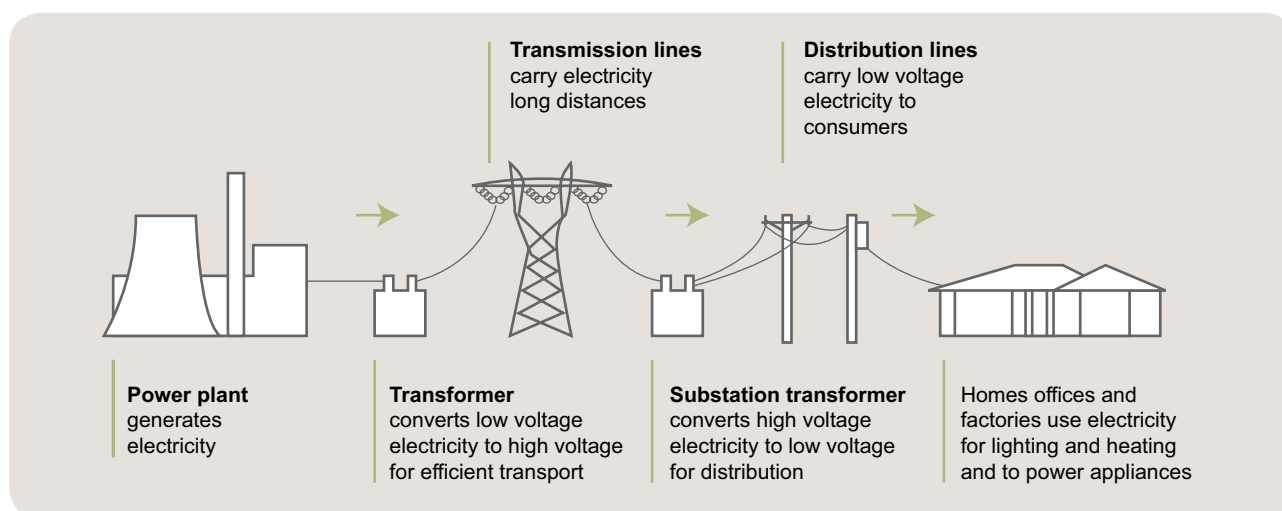 Transmission lines
carry electricity
long distances
Distribution lines
carry low voltage
electricity to
consumers
Power plant
generates
electricity
Transformer
converts low voltage
electricity to high voltage
for efficient transport
Substation transformer
converts high voltage
electricity to low voltage
for distribution
Homes offices and
factories use electricity
for lighting and heating
and to power appliances